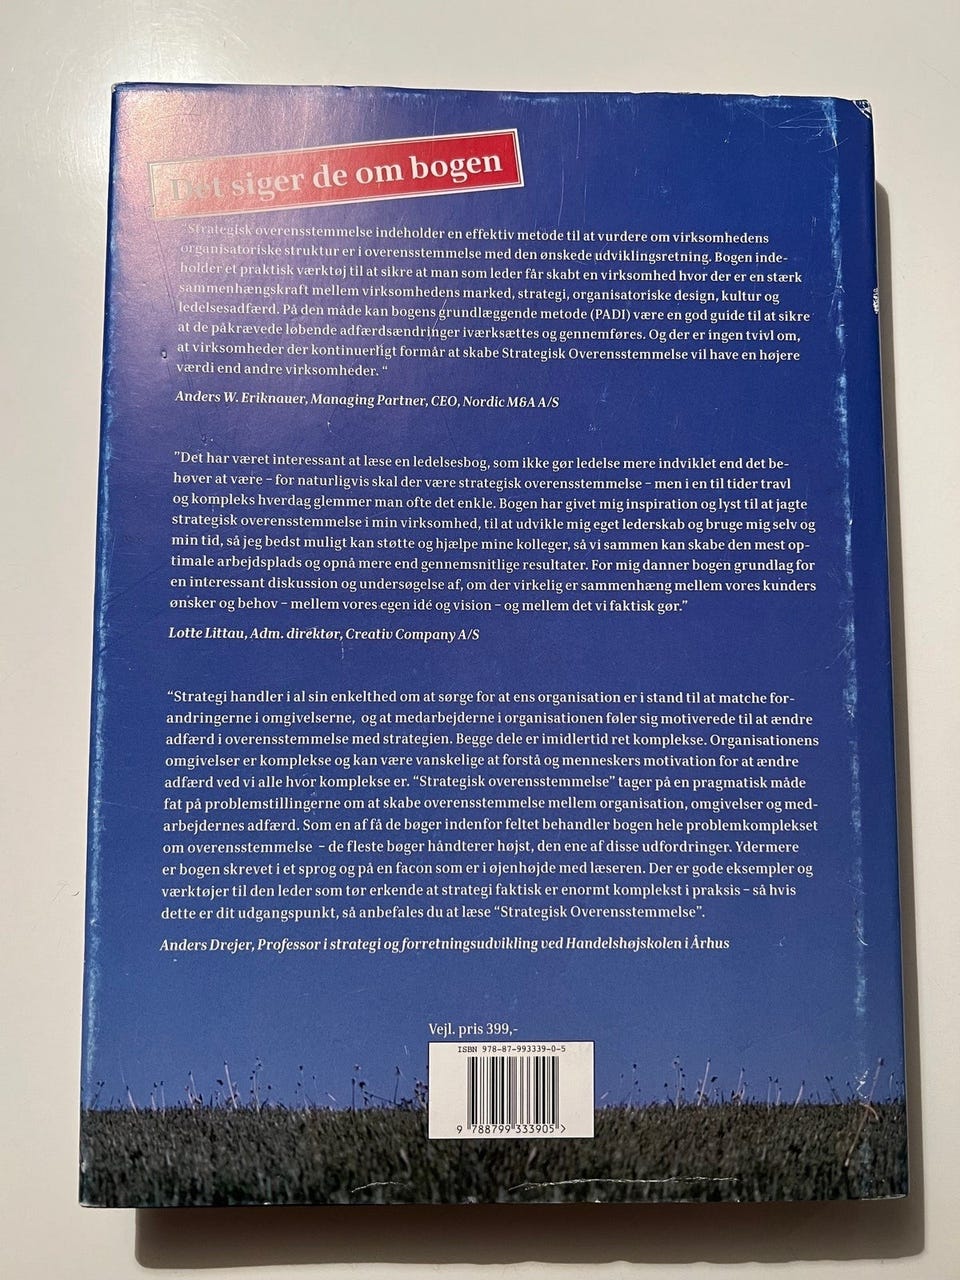 Det siger de om bogen
"Strategisk overensstemmelse indeholder en effektiv metode til at vurdere om virksomhedens
organisatoriske struktur er i overensstemmelse med den ønskede udviklingsretning. Bogen inde-
holder et praktisk værktøj til at sikre at man som leder får skabt en virksomhed hvor der er en stærk
sammenhængskraft mellem virksomhedens marked, strategi, organisatoriske design, kultur og
ledelsesadfærd. På den måde kan bogens grundlæggende metode (PADI) være en god guide til at sikre
at de påkrævede løbende adfærdsændringer iværksættes og gennemføres. Og der er ingen tvivl om,
at virksomheder der kontinuerligt formår at skabe Strategisk Overensstemmelse vil have en højere
værdi end andre virksomheder. “
Anders W. Eriknauer, Managing Partner, CEO, Nordic M&A A/S
”Det har været interessant at læse en ledelsesbog, som ikke gør ledelse mere indviklet end det be-
høver at være – for naturligvis skal der være strategisk overensstemmelse – men i en til tider travl
og kompleks hverdag glemmer man ofte det enkle. Bogen har givet mig inspiration og lyst til at jagte
strategisk overensstemmelse i min virksomhed, til at udvikle mig eget lederskab og bruge mig selv og
min tid, så jeg bedst muligt kan støtte og hjælpe mine kolleger, så vi sammen kan skabe den mest op-
timale arbejdsplads og opnå mere end gennemsnitlige resultater. For mig danner bogen grundlag for
en interessant diskussion og undersøgelse af, om der virkelig er sammenhæng mellem vores kunders
ønsker og behov – mellem vores egen idé og vision – og mellem det vi faktisk gør.”
Lotte Littau, Adm. direktør, Creativ Company A/S
“Strategi handler i al sin enkelthed om at sørge for at ens organisation er i stand til at matche for-
andringerne i omgivelserne, og at medarbejderne i organisationen føler sig motiverede til at ændre
adfærd i overensstemmelse med strategien. Begge dele er imidlertid ret komplekse. Organisationens
omgivelser er komplekse og kan være vanskelige at forstå og menneskers motivation for at ændre
adfærd ved vi alle hvor komplekse er. “Strategisk overensstemmelse” tager på en pragmatisk måde
fat på problemstillingerne om at skabe overensstemmelse mellem organisation, omgivelser og med-
arbejdernes adfærd. Som en af få de bøger indenfor feltet behandler bogen hele problemkomplekset
om overensstemmelse – de fleste bøger håndterer højst, den ene af disse udfordringer. Ydermere
er bogen skrevet i et sprog og på en facon som er i øjenhøjde med læseren. Der er gode eksempler og
værktøjer til den leder som tør erkende at strategi faktisk er enormt komplekst i praksis – så hvis
dette er dit udgangspunkt, så anbefales du at læse “Strategisk Overensstemmelse”.
Anders Drejer, Professor i strategi og forretningsudvikling ved Handelshøjskolen i Århus
Vejl. pris 399,-
ISBN 978-87-993339-0-5
9 788799 333905 >